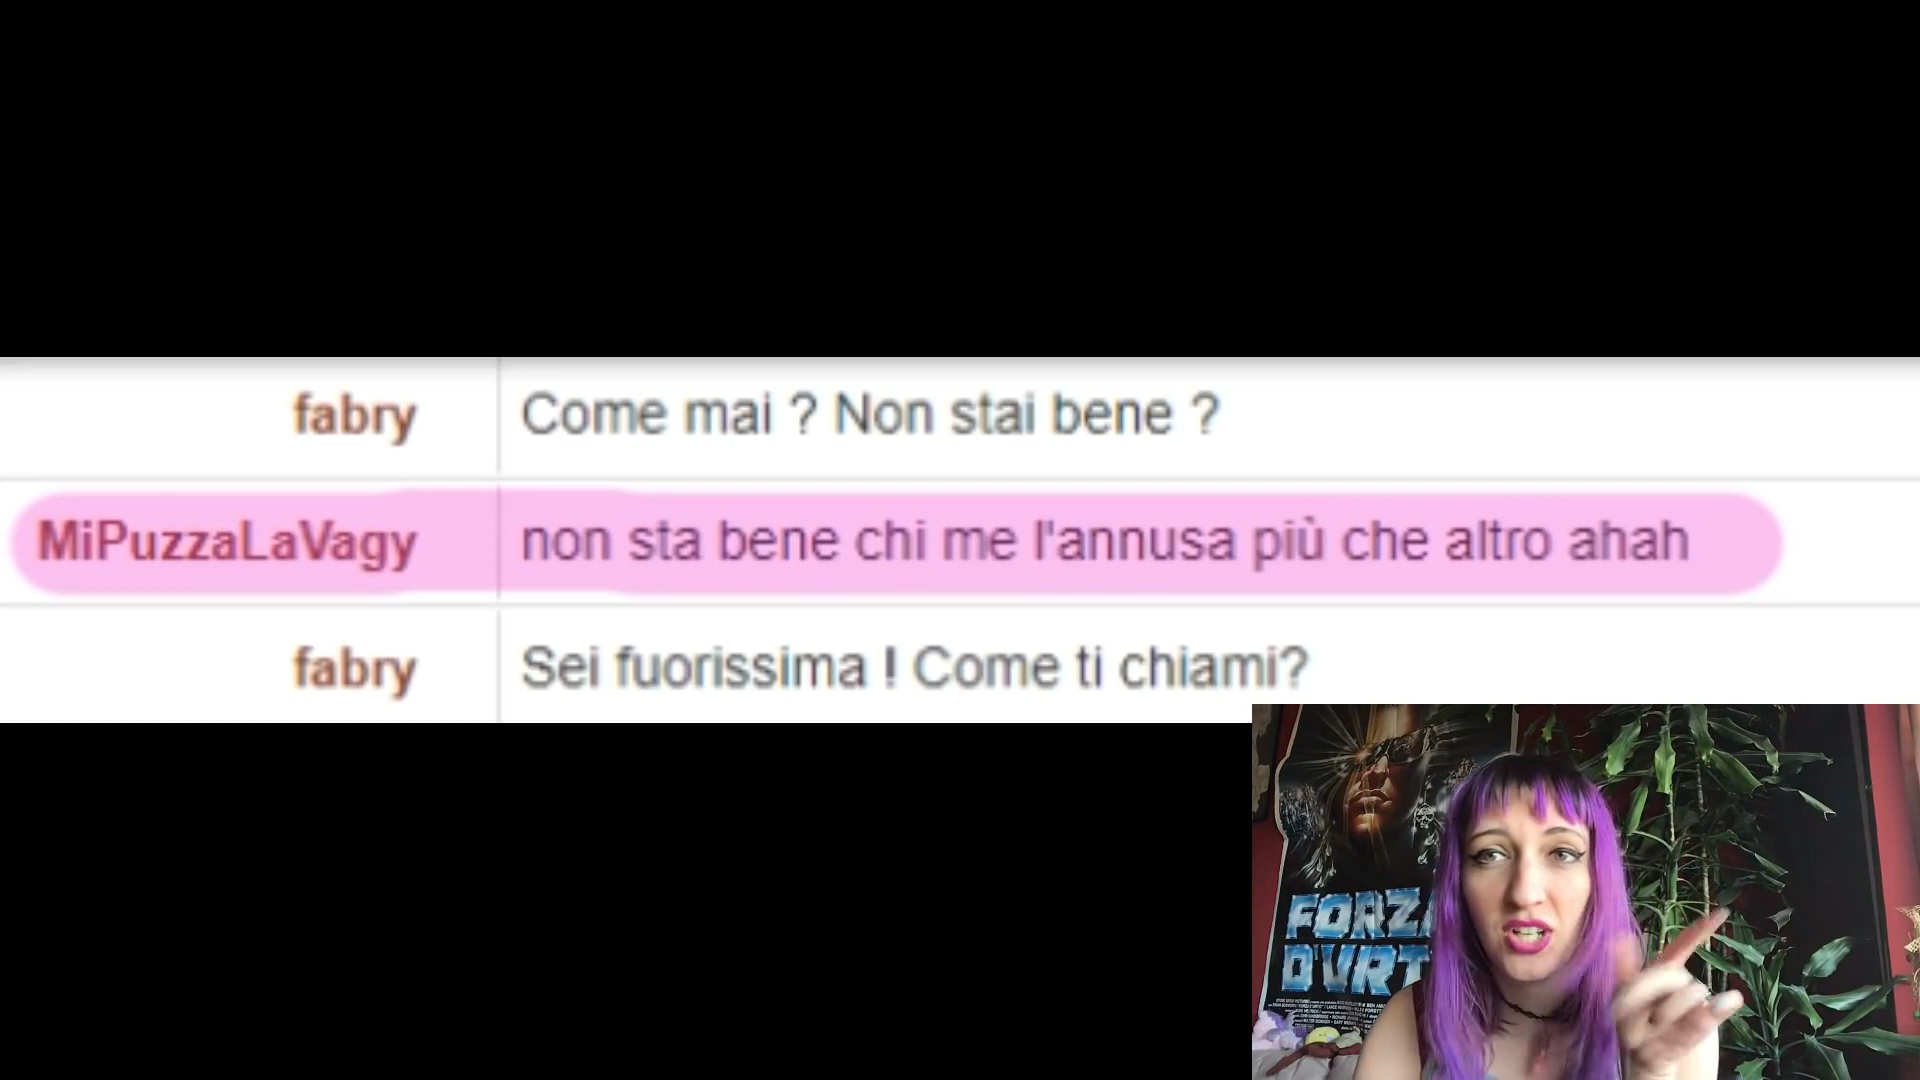 fabry Come mai ? Non stai bene ?
MiPuzzaLaVagy non sta bene chi me l'annusa più che altro ahah
fabry Sei fuorissima ! Come ti chiami?
FORZ
D'URT